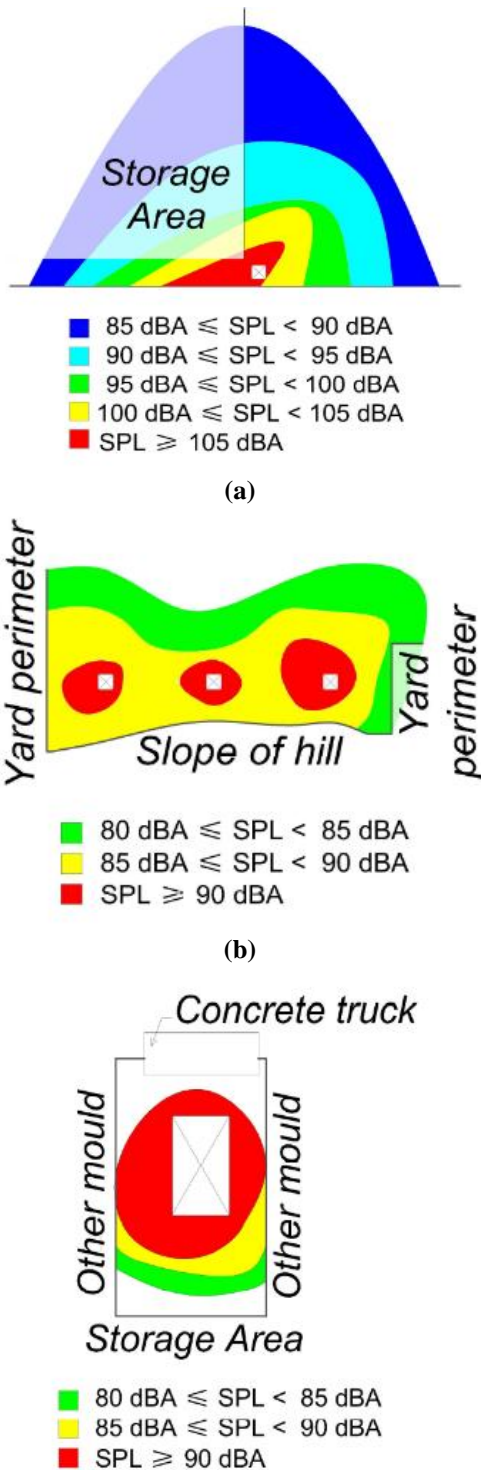 Storage
Area
85 dBA ≤ SPL < 90 dBA
90 dBA ≤ SPL < 95 dBA
95 dBA ≤ SPL < 100 dBA
100 dBA ≤ SPL < 105 dBA
SPL ≥ 105 dBA
(a)
Yard perimeter
Yard
perimeter
Slope of hill
80 dBA ≤ SPL < 85 dBA
85 dBA ≤ SPL < 90 dBA
SPL ≥ 90 dBA
(b)
Concrete truck
Other mould
Other mould
Storage Area
80 dBA ≤ SPL < 85 dBA
85 dBA ≤ SPL < 90 dBA
SPL ≥ 90 dBA